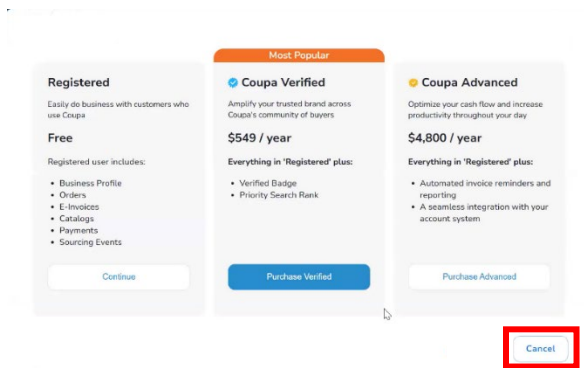 Most Popular
Registered
Easily do business with customers who
use Coupa
Free
Registered user includes:
• Business Profile
• Orders
• E-Invoices
• Catalogs
• Payments
• Sourcing Events
Continue
Coupa Verified
Amplify your trusted brand across
Coupa's community of buyers
$549 / year
Everything in 'Registered' plus:
• Verified Badge
• Priority Search Rank
Purchase Verified
Coupa Advanced
Optimize your cash flow and increase
productivity throughout your day
$4,800 / year
Everything in 'Registered' plus:
• Automated invoice reminders and
reporting
• A seamless integration with your
account system
Purchase Advanced
Cancel